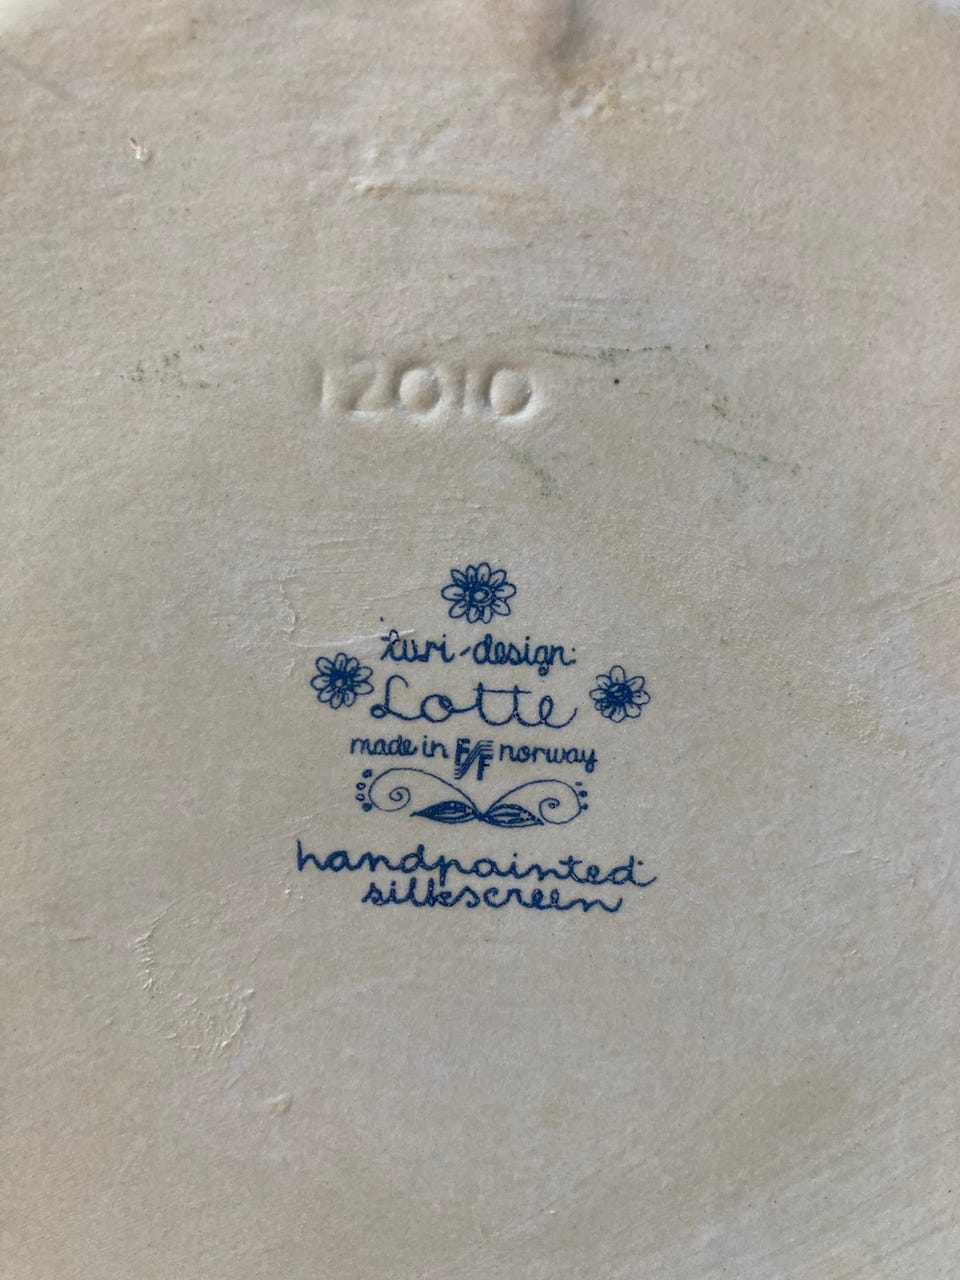 12010
turi-design:
Lotte
made in F/F norway
handpainted
silkscreen